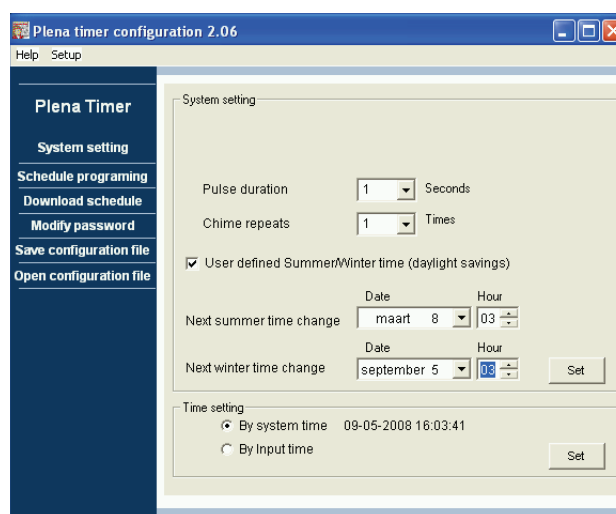 Plena timer configuration 2.06
Help Setup
Plena Timer
System setting
Schedule programing
Download schedule
Modify password
Save configuration file
Open configuration file
System setting
Pulse duration 1 Seconds
Chime repeats 1 Times
User defined Summer/Winter time (daylight savings)
Date Hour
Next summer time change maart 8 03
Date Hour
Next winter time change september 5 03 Set
Time setting
By system time 09-05-2008 16:03:41
By Input time Set